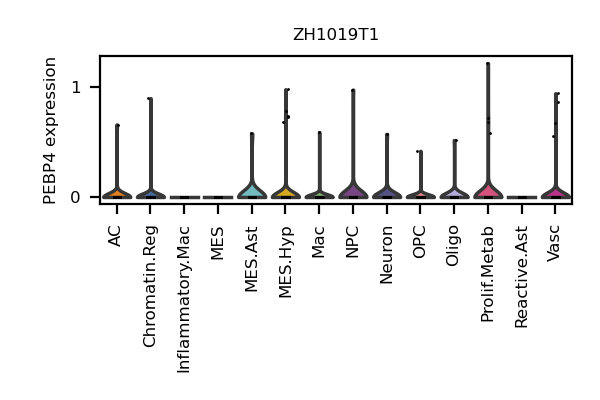 ZH1019T1
PEBP4 expression
1
0
AC
Chromatin.Reg
Inflammatory.Mac
MES
MES.Ast
MES.Hyp
Mac
NPC
Neuron
OPC
Oligo
Prolif.Metab
Reactive.Ast
Vasc